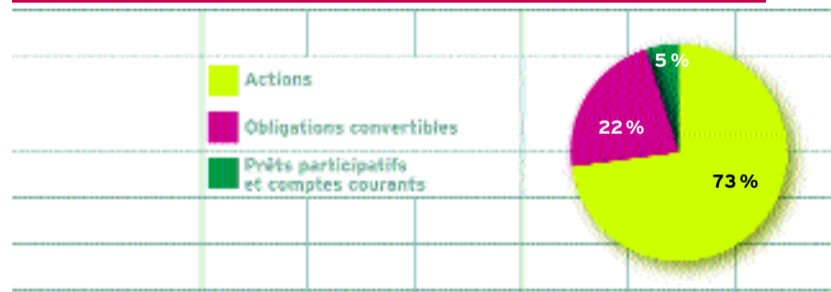 Actions
Obligations convertibles
Prêts participatifs
et comptes courants
5 %
22 %
73 %